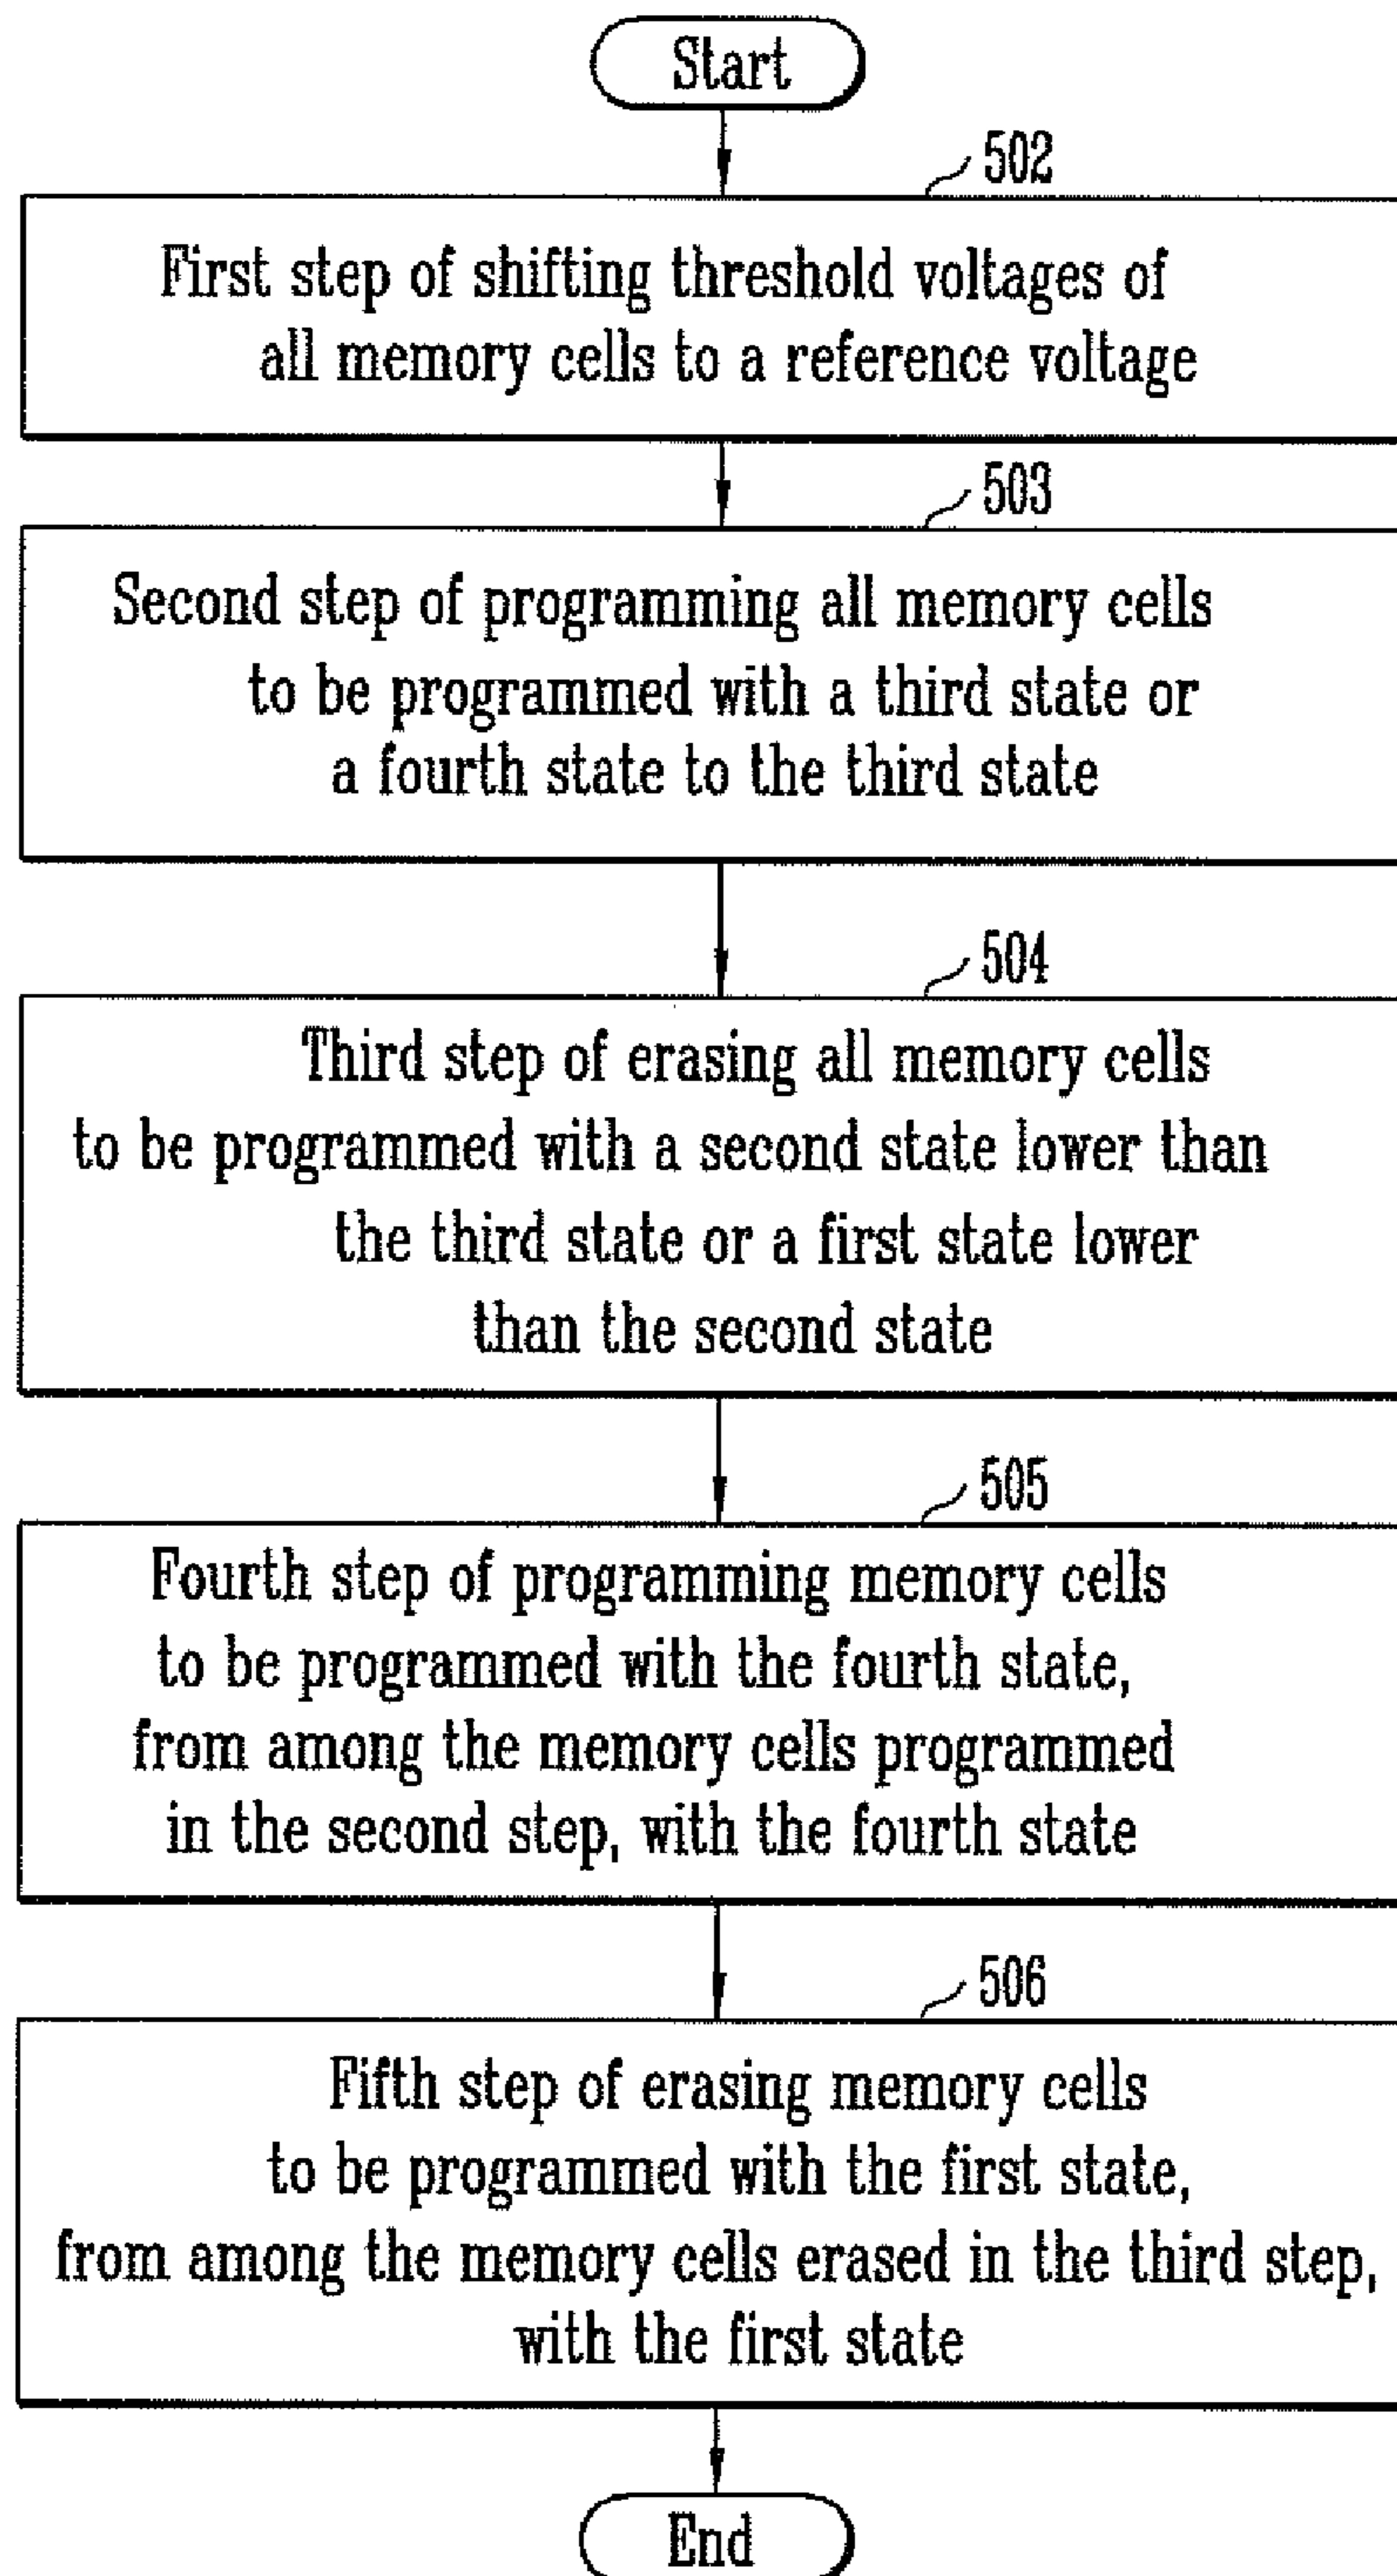 Start
502
First step of shifting threshold voltages of
all memory cells to a reference voltage
503
Second step of programming all memory cells
to be programmed with a third state or
a fourth state to the third state
504
Third step of erasing all memory cells
to be programmed with a second state lower than
the third state or a first state lower
than the second state
505
Fourth step of programming memory cells
to be programmed with the fourth state,
from among the memory cells programmed
in the second step, with the fourth state
506
Fifth step of erasing memory cells
to be programmed with the first state,
from among the memory cells erased in the third step,
with the first state
End